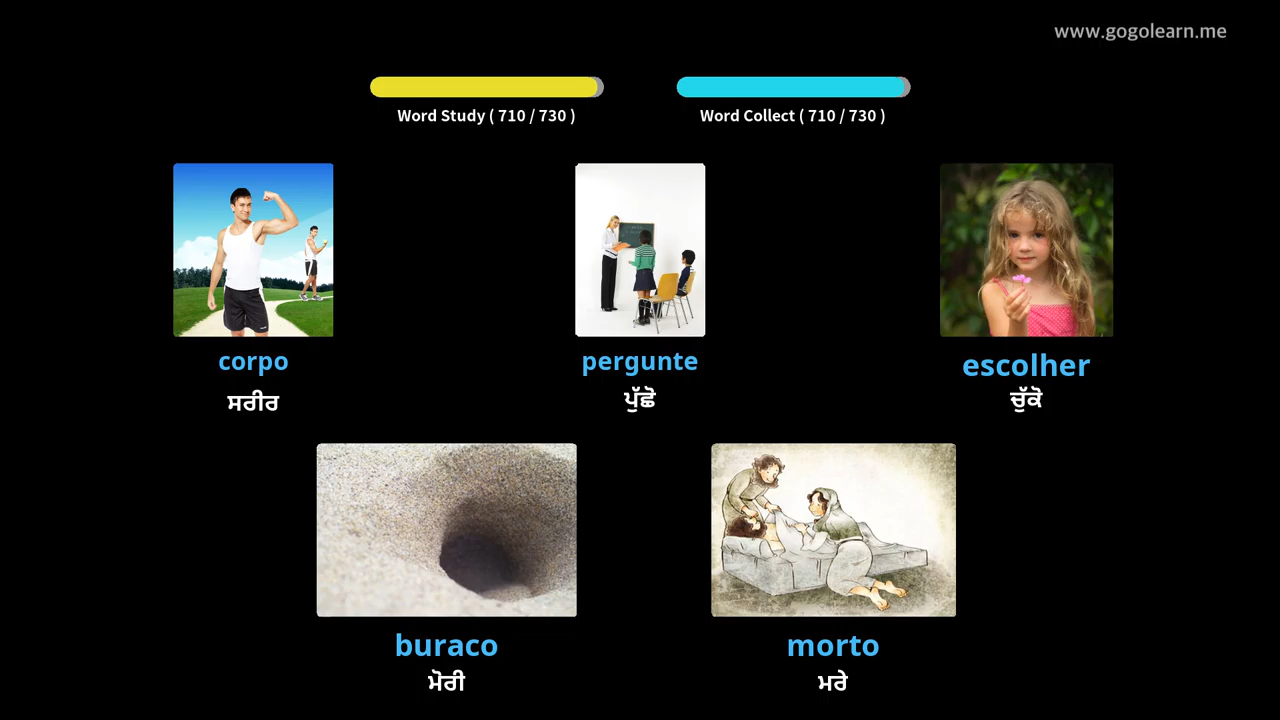 www.gogolearn.me
Word Study ( 710 / 730 )
Word Collect ( 710 / 730 )
corpo
ਸਰੀਰ
pergunte
ਪੁੱਛੋ
escolher
ਚੁੱਕੋ
buraco
ਮੋਰੀ
morto
ਮਰੇ